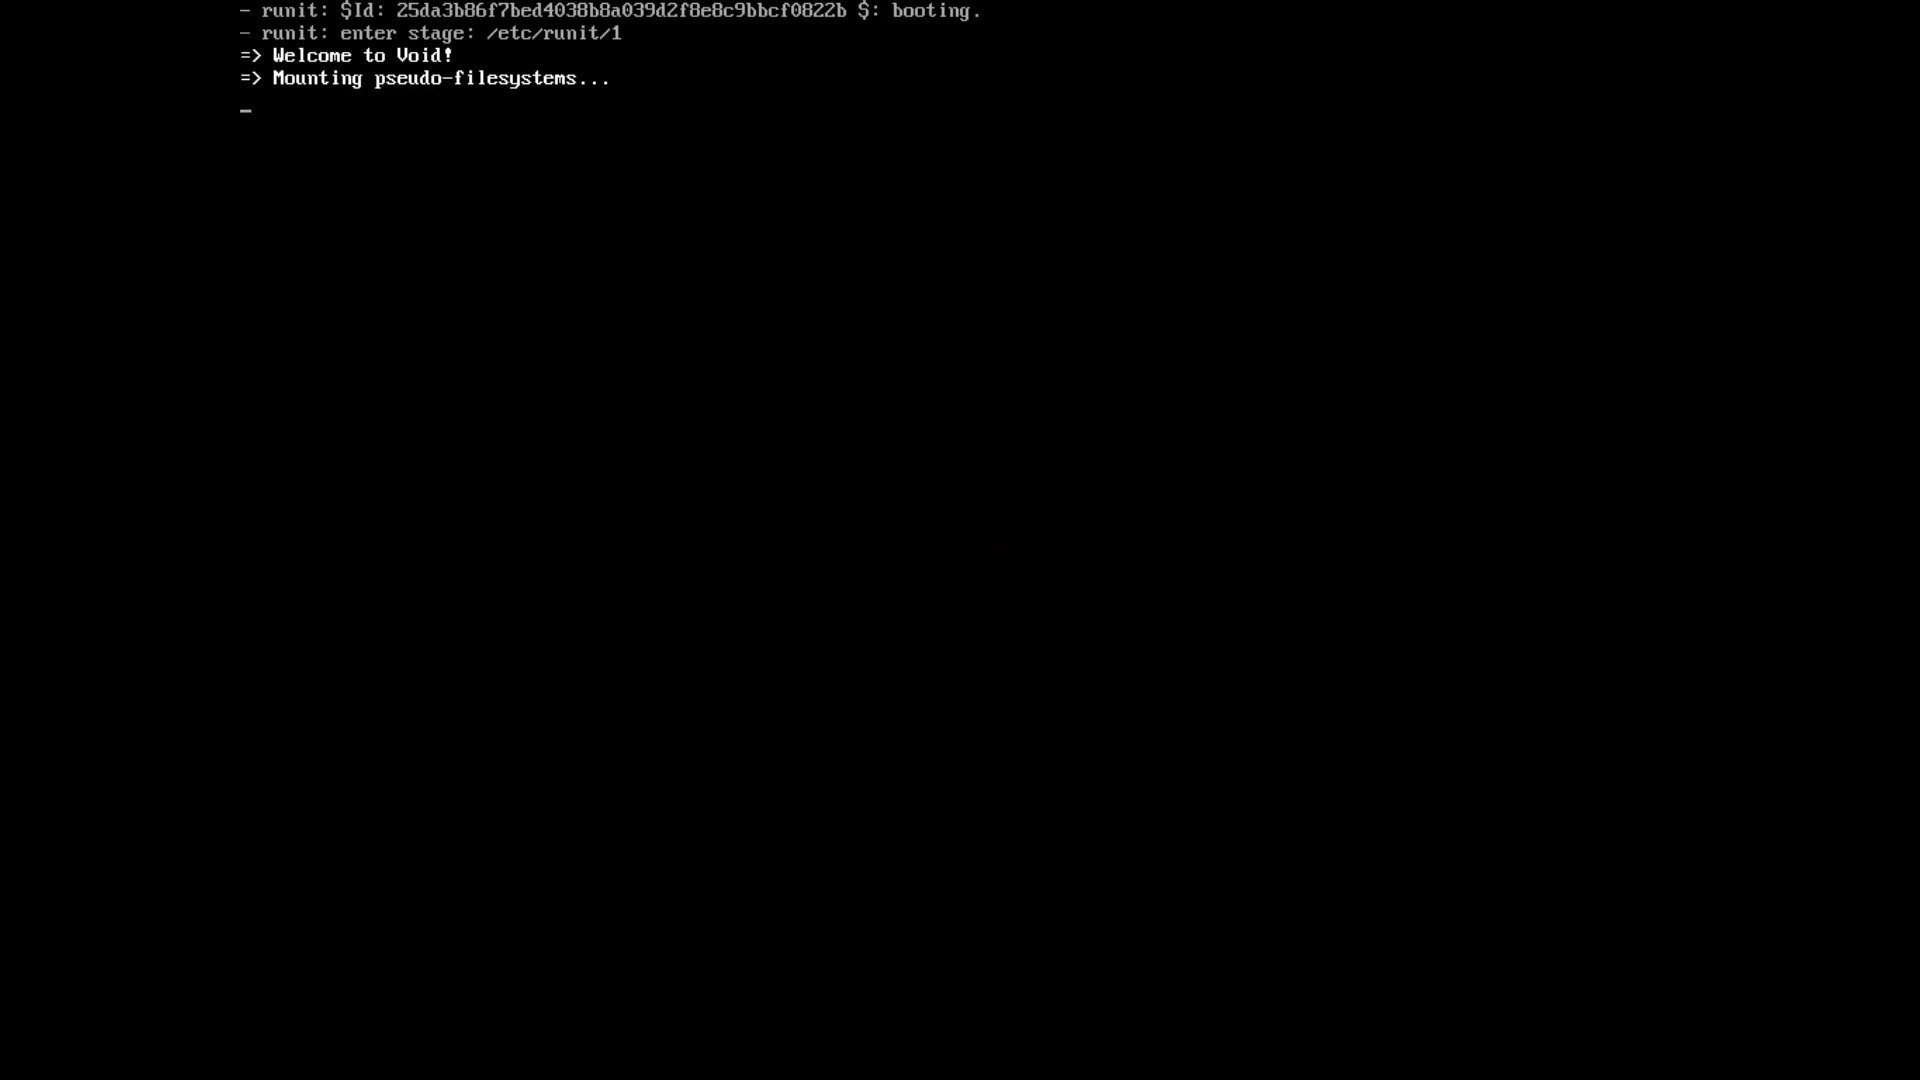 - runit: $Id: 25da3b86f7bed4038b8a039d2f8e8c9bbcf0822b $: booting.
- runit: enter stage: /etc/runit/1
=> Welcome to Void!
=> Mounting pseudo-filesystems...